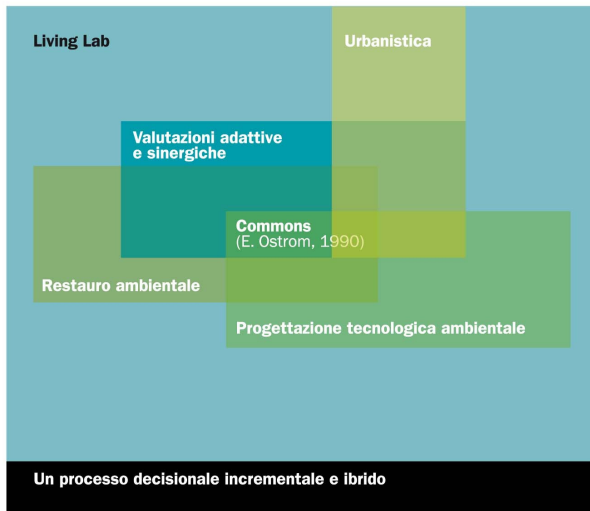 Living Lab
Urbanistica
Valutazioni adattive
e sinergiche
Commons
(E. Ostrom, 1990)
Restauro ambientale
Progettazione tecnologica ambientale
Un processo decisionale incrementale e ibrido